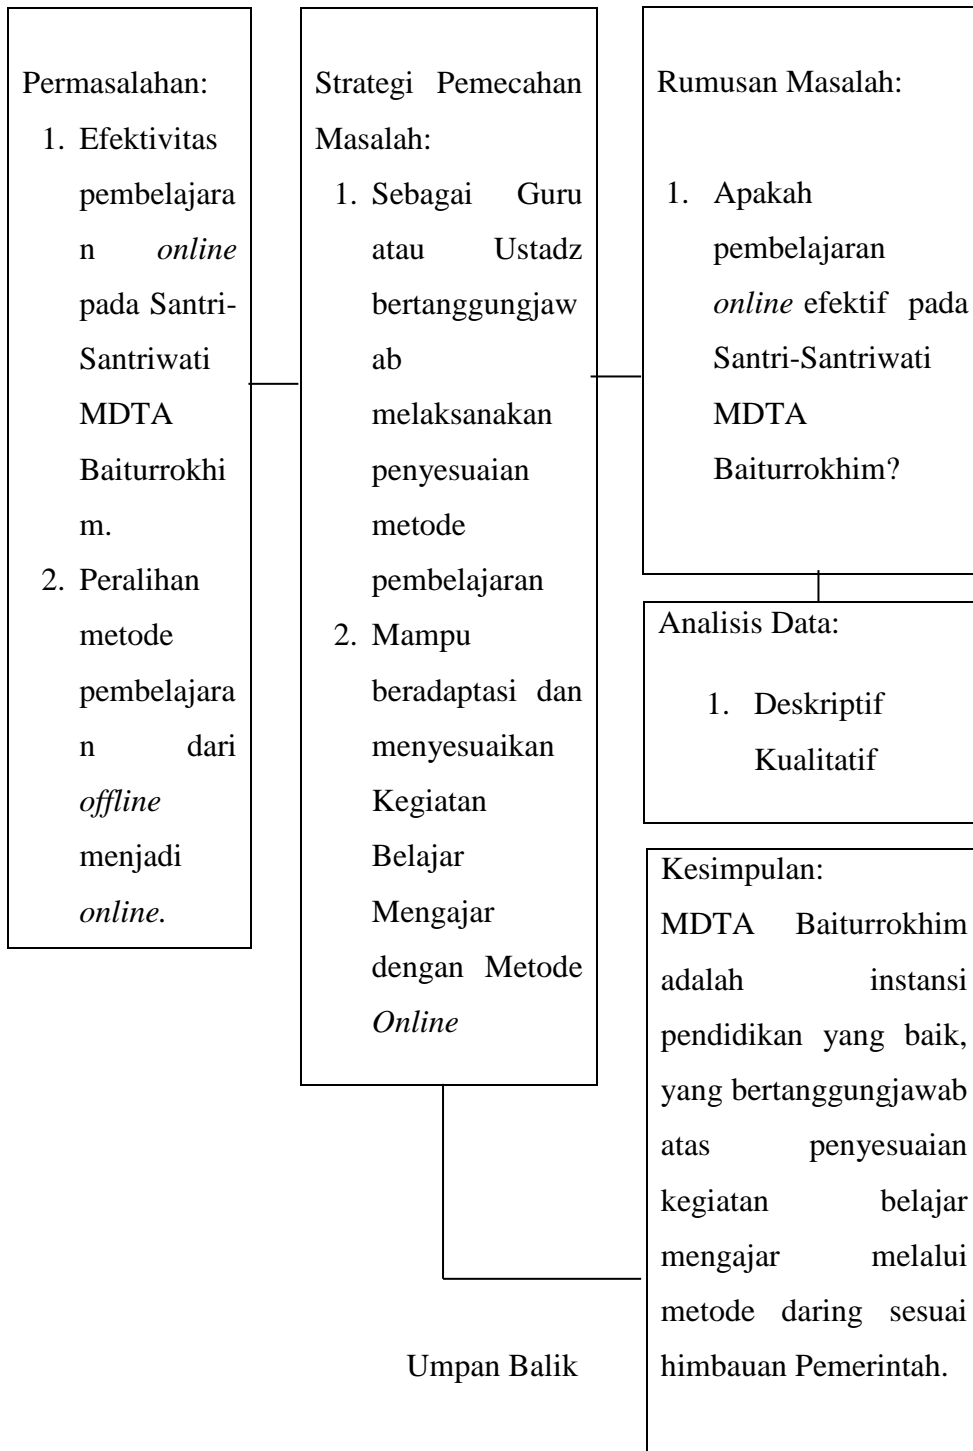 Permasalahan:
1. Efektivitas
pembelajara
n online
pada Santri-
Santriwati
MDTA
Baiturrokhi
m.
2. Peralihan
metode
pembelajara
n dari
offline
menjadi
online.
Strategi Pemecahan
Masalah:
1. Sebagai Guru
atau Ustadz
bertanggungjaw
ab
melaksanakan
penyesuaian
metode
pembelajaran
2. Mampu
beradaptasi dan
menyesuaikan
Kegiatan
Belajar
Mengajar
dengan Metode
Online
Rumusan Masalah:
1. Apakah
pembelajaran
online efektif pada
Santri-Santriwati
MDTA
Baiturrokhim?
Analisis Data:
1. Deskriptif
Kualitatif
Kesimpulan:
MDTA Baiturrokhim
adalah instansi
pendidikan yang baik,
yang bertanggungjawab
atas penyesuaian
kegiatan belajar
mengajar melalui
metode daring sesuai
himbauan Pemerintah.
Umpan Balik